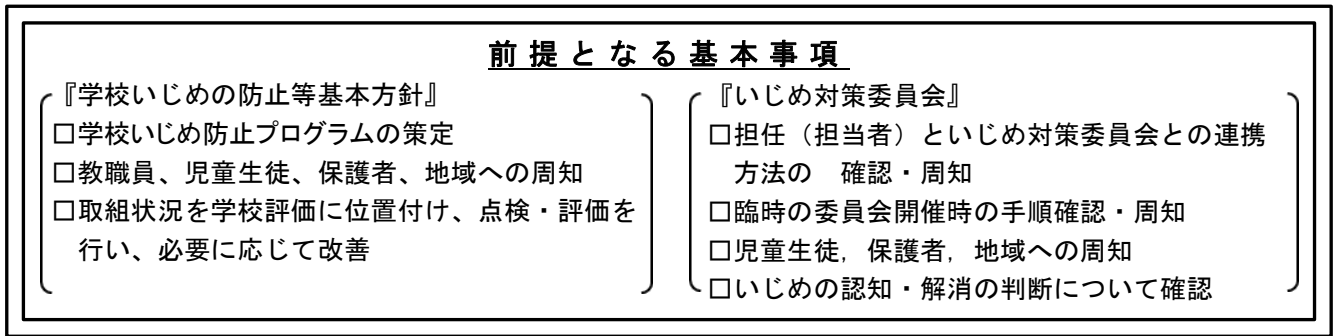 前提となる基本事項
『学校いじめの防止等基本方針』
□学校いじめ防止プログラムの策定
□教職員、児童生徒、保護者、地域への周知
□取組状況を学校評価に位置付け、点検・評価を
行い、必要に応じて改善
『いじめ対策委員会』
□担任（担当者）といじめ対策委員会との連携
方法の　確認・周知
□臨時の委員会開催時の手順確認・周知
□児童生徒，保護者，地域への周知
□いじめの認知・解消の判断について確認